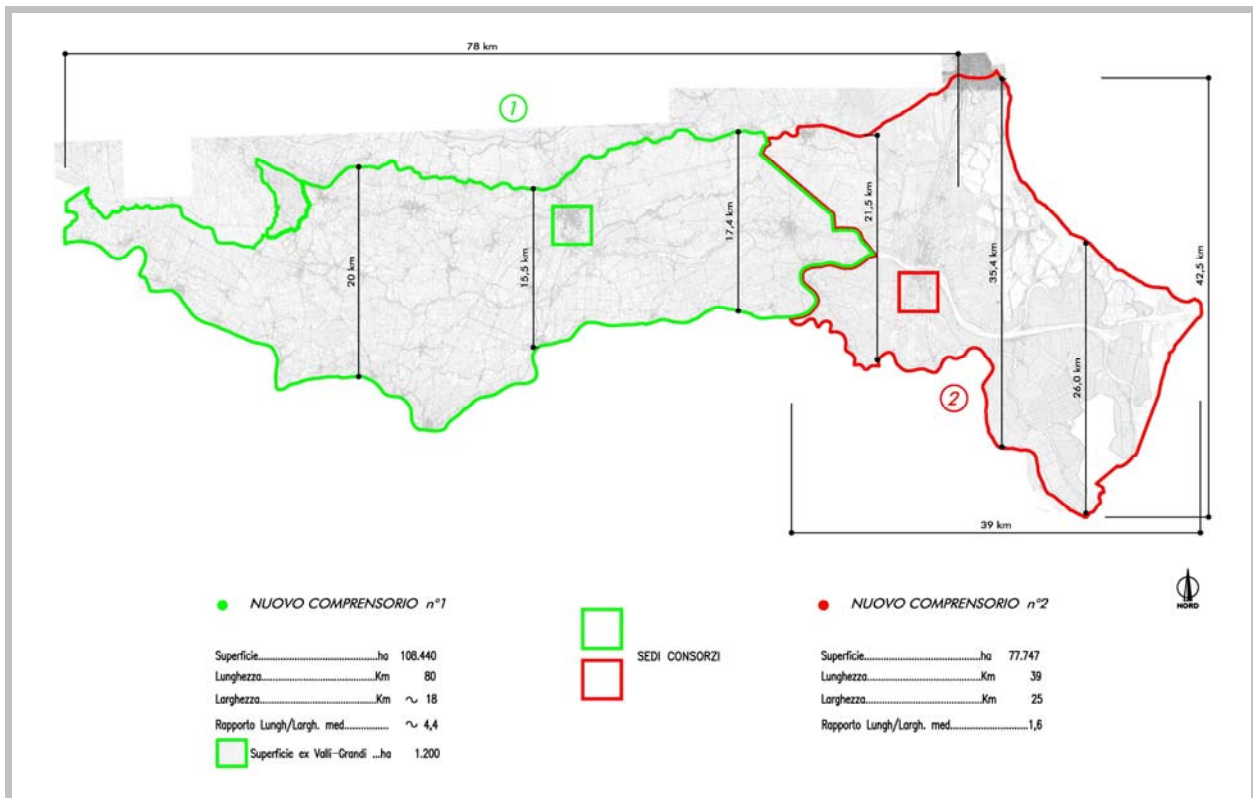 78 km
1
20 km
15,5 km
17,4 km
21,5 km
35,4 km
26,0 km
42,5 km
2
39 km
NORD
NUOVO COMPRENSORIO n°1
Superficie...........................................ha 108.440
Lunghezza.........................................Km 80
Larghezza.........................................Km ~ 18
Rapporto Lungh/Largh. med................ ~ 4,4
Superficie ex Valli-Grandi ...ha 1.200
SEDI CONSORZI
NUOVO COMPRENSORIO n°2
Superficie...........................................ha 77.747
Lunghezza.........................................Km 39
Larghezza.........................................Km 25
Rapporto Lungh/Largh. med............................1,6